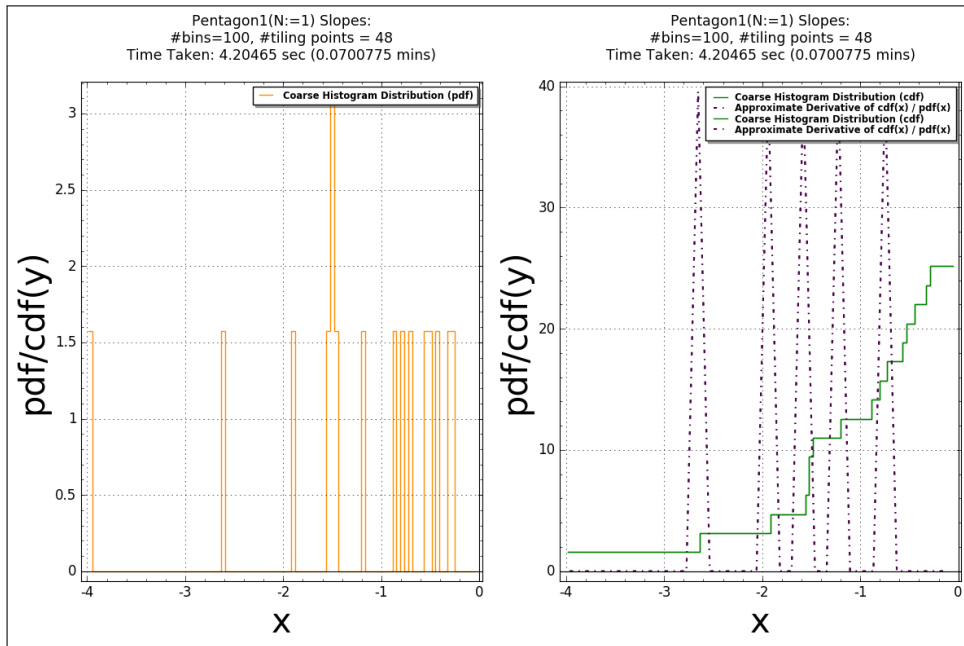 Pentagon1(N:=1) Slopes:
#bins=100, #tiling points = 48
Time Taken: 4.20465 sec (0.0700775 mins)
Coarse Histogram Distribution (pdf)
3
2.5
2
1.5
1
0.5
0
-4
-3
-2
-1
0
pdf/cdf(y)
x
Pentagon1(N:=1) Slopes:
#bins=100, #tiling points = 48
Time Taken: 4.20465 sec (0.0700775 mins)
Coarse Histogram Distribution (cdf)
Approximate Derivative of cdf(x) / pdf(x)
Coarse Histogram Distribution (cdf)
Approximate Derivative of cdf(x) / pdf(x)
40
30
20
10
0
-4
-3
-2
-1
0
pdf/cdf(y)
x